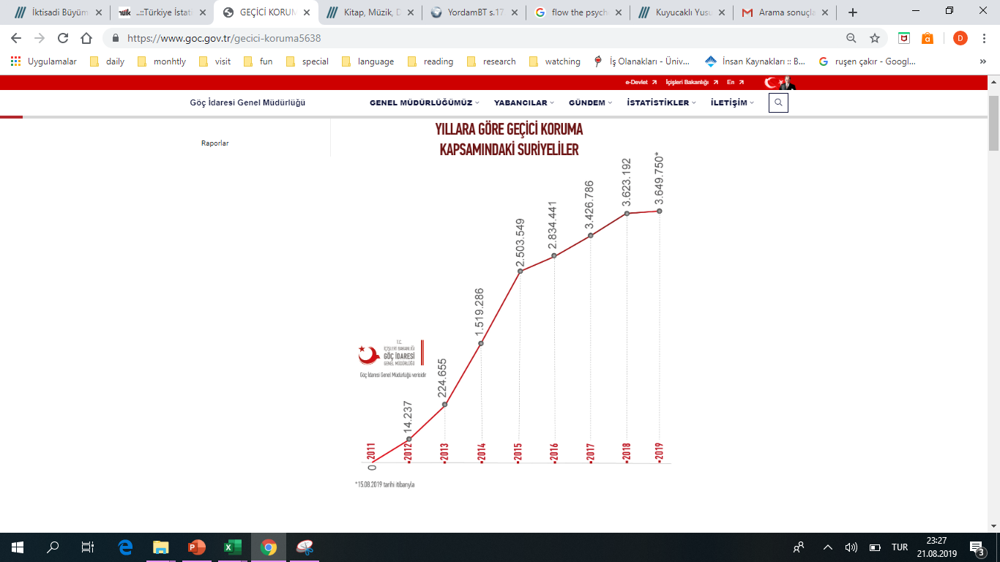 İktisadi Büyüm
..::Türkiye İstati
GEÇİCİ KORUN
Kitap, Müzik, D
YordamBT s.17
flow the psych
Kuyucaklı Yusu
Arama sonuçla
https://www.goc.gov.tr/gecici-koruma5638
D
Uygulamalar
daily
monhtly
visit
fun
special
language
reading
research
watching
İş Olanakları - Üniv...
İnsan Kaynakları :: B...
ruşen çakır - Googl...
»
e-Devlet
İçişleri Bakanlığı
En
Göç İdaresi Genel Müdürlüğü
GENEL MÜDÜRLÜĞÜMÜZ
YABANCILAR
GÜNDEM
İSTATİSTİKLER
İLETİŞİM
Raporlar
YILLARA GÖRE GEÇİCİ KORUMA
KAPSAMINDAKİ SURİYELİLER
0
14.237
224.655
1.519.286
2.503.549
2.834.441
3.426.786
3.623.192
3.649.750*
T.C.
İÇİŞLERİ BAKANLIĞI
GÖÇ İDARESİ
GENEL MÜDÜRLÜĞÜ
Göç İdaresi Genel Müdürlüğü verisidir
2011
2012
2013
2014
2015
2016
2017
2018
2019
*15.08.2019 tarihi itibarıyla
TUR
23:27
21.08.2019
3